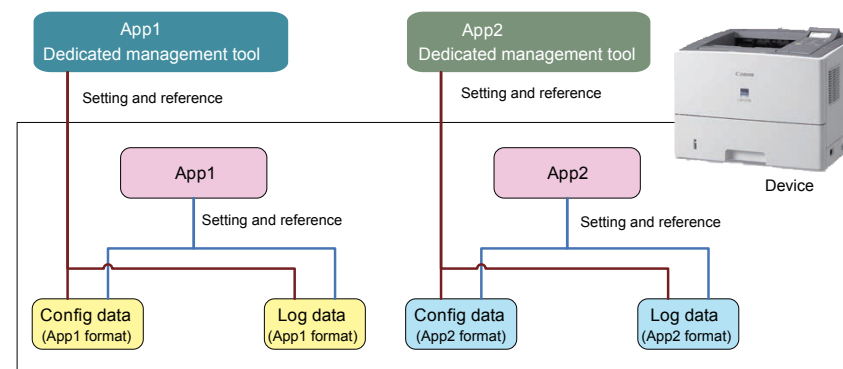 App1
Dedicated management tool
App2
Dedicated management tool
Canon
Setting and reference
Setting and reference
App1
App2
Device
Setting and reference
Setting and reference
Config data
(App1 format)
Log data
(App1 format)
Config data
(App2 format)
Log data
(App2 format)